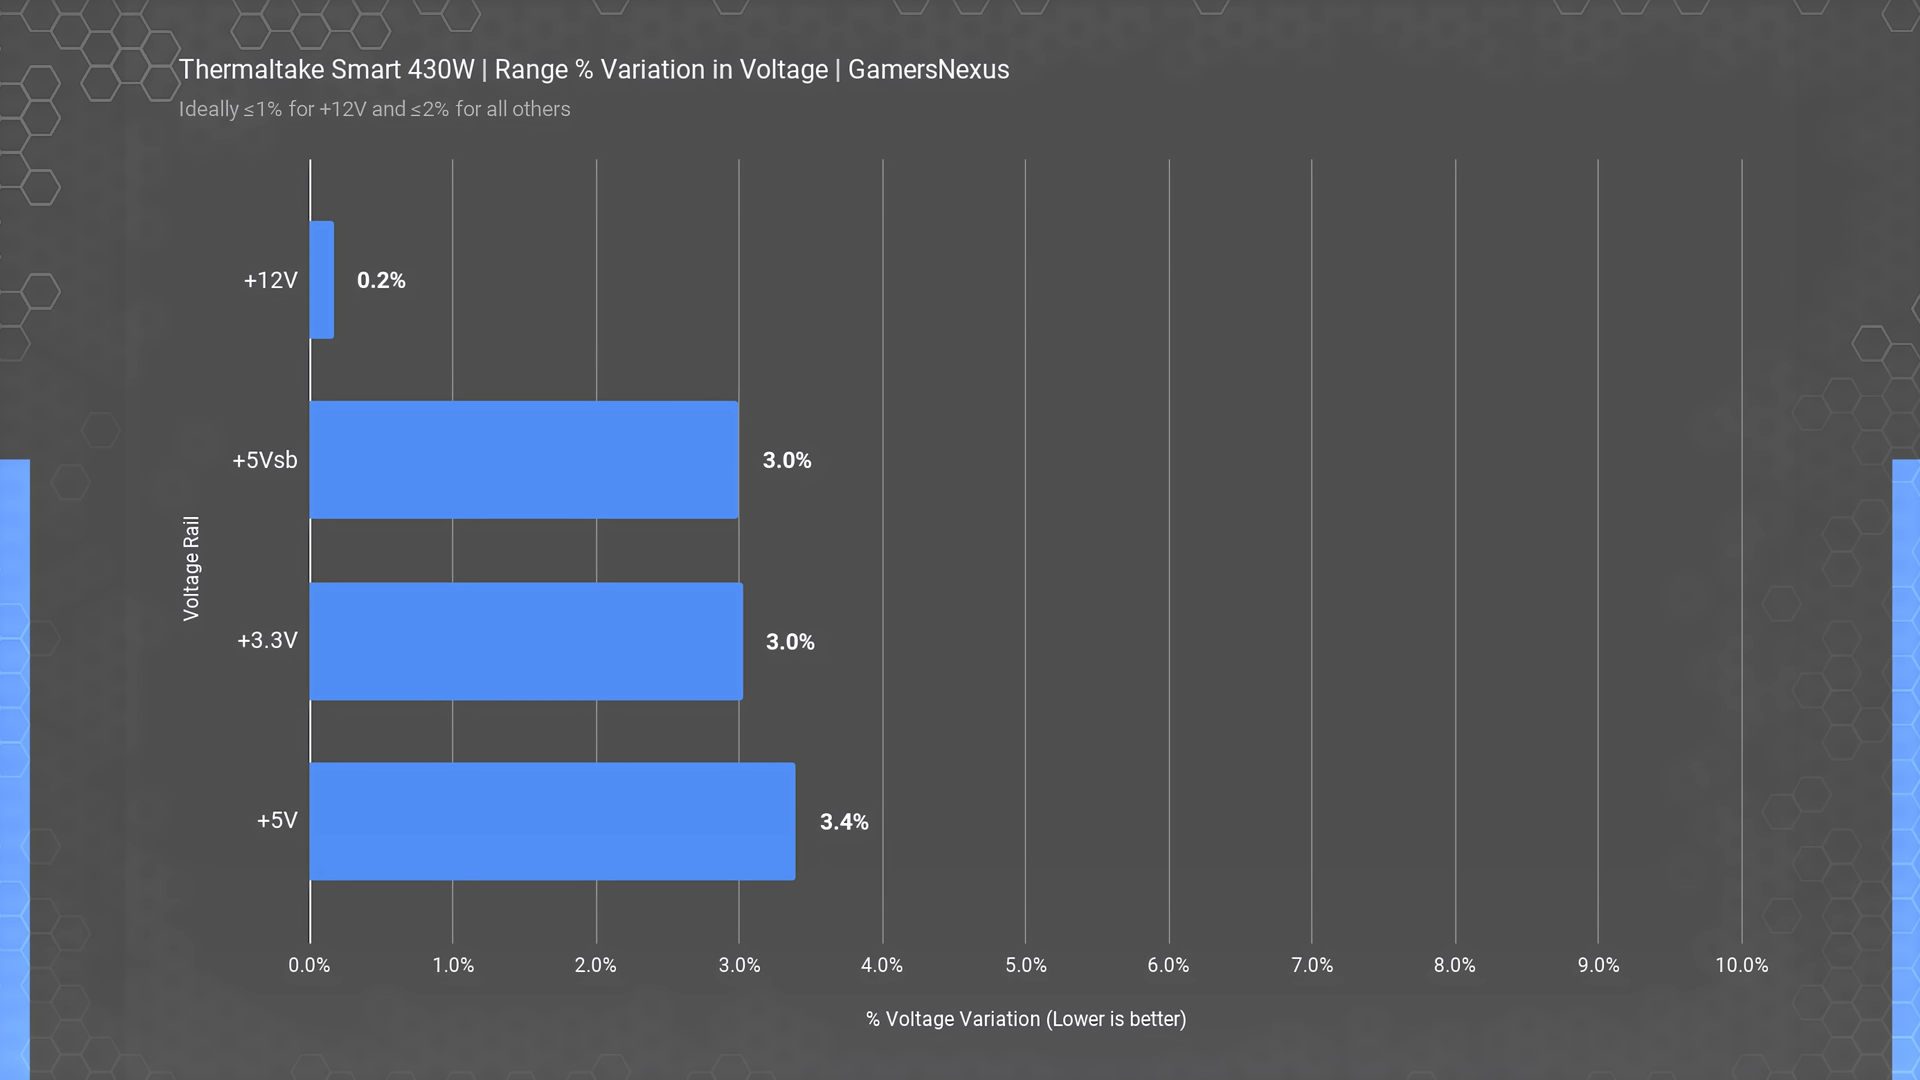 Thermaltake Smart 430W | Range % Variation in Voltage | GamersNexus
Ideally ≤1% for +12V and ≤2% for all others
Voltage Rail
+12V
0.2%
+5Vsb
3.0%
+3.3V
3.0%
+5V
3.4%
0.0% 1.0% 2.0% 3.0% 4.0% 5.0% 6.0% 7.0% 8.0% 9.0% 10.0%
% Voltage Variation (Lower is better)